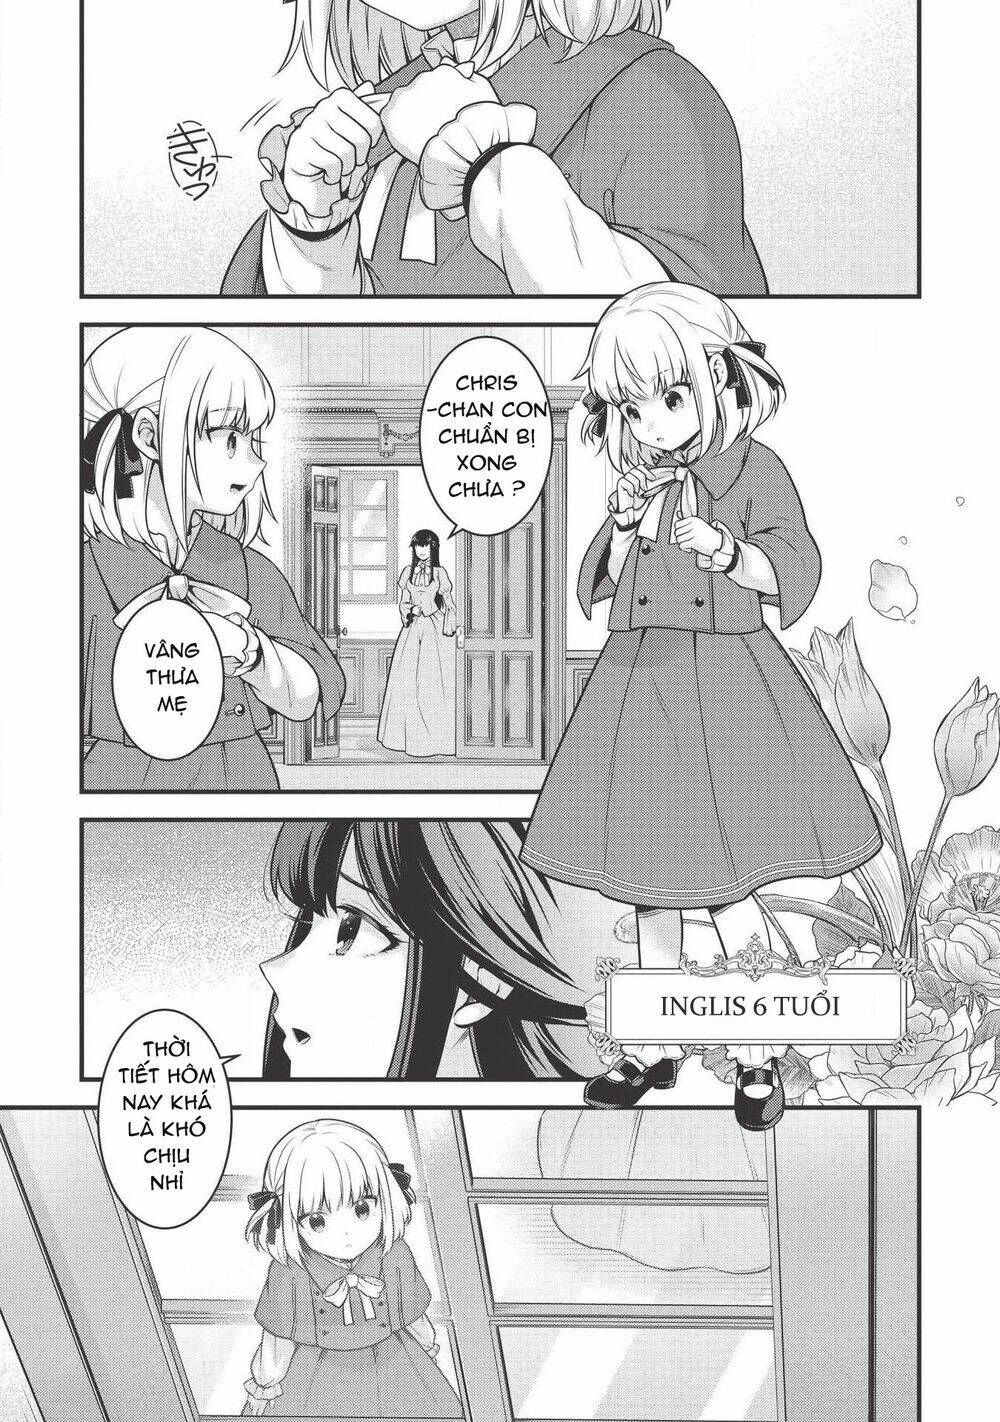 きゅっ
CHRIS
-CHAN CON
CHUẨN BỊ
XONG
CHƯA ?
VÂNG
THƯA
MẸ
INGLIS 6 TUỔI
THỜI
TIẾT HÔM
NAY KHÁ
LÀ KHÓ
CHỊU
NHỈ